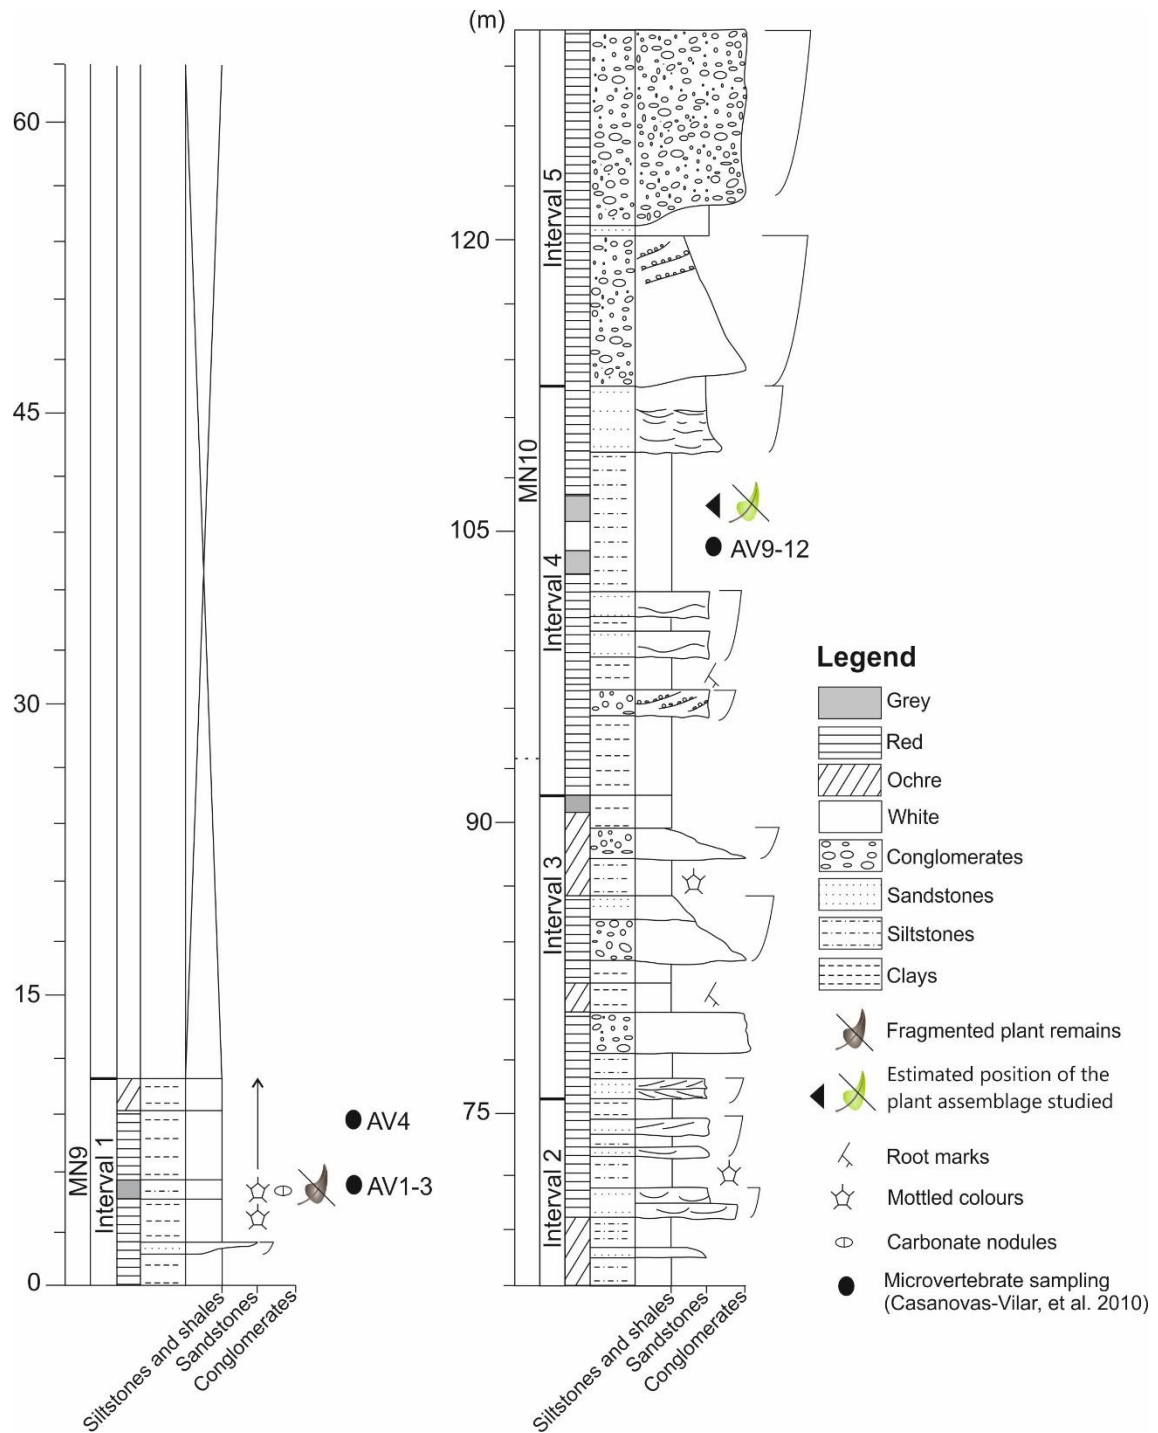 (m)
60
45
30
15
0
MN9
Interval 1
AV4
AV1-3
Siltstones and shales
Sandstones
Conglomerates
120
105
90
75
MN10
Interval 5
Interval 4
Interval 3
Interval 2
AV9-12
Siltstones and shales
Sandstones
Conglomerates
Legend
Grey
Red
Ochre
White
Conglomerates
Sandstones
Siltstones
Clays
Fragmented plant remains
Estimated position of the
plant assemblage studied
Root marks
Mottled colours
Carbonate nodules
Microvertebrate sampling
(Casanovas-Vilar, et al. 2010)